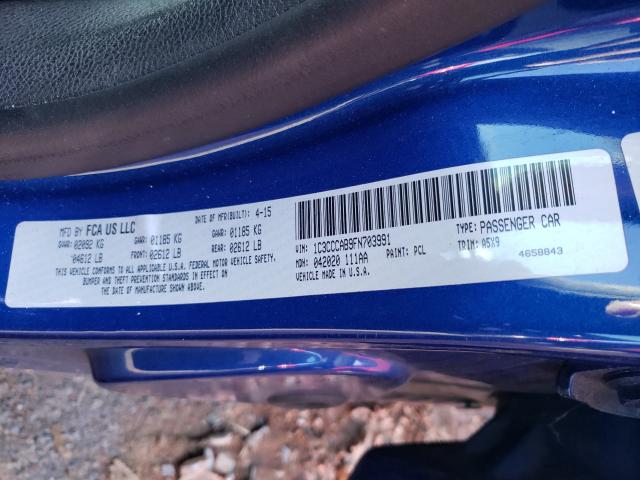 MFD BY FCA US LLC
DATE OF MFR(BUILT): 4-15
GVWR: 02092 KG
04612 LB
GAWR: 01185 KG
FRONT: 02612 LB
GAWR: 01185 KG
REAR: 02612 LB
THIS VEHICLE CONFORMS TO ALL APPLICABLE U.S.A. FEDERAL MOTOR VEHICLE SAFETY,
BUMPER AND THEFT PREVENTION STANDARDS IN EFFECT ON
THE DATE OF MANUFACTURE SHOWN ABOVE.
VIN: 1C3CCCAB9FN703991
TYPE: PASSENGER CAR
MDH: 042020 111AA
PAINT: PCL
TRIM: A5X9
VEHICLE MADE IN U.S.A.
4658843